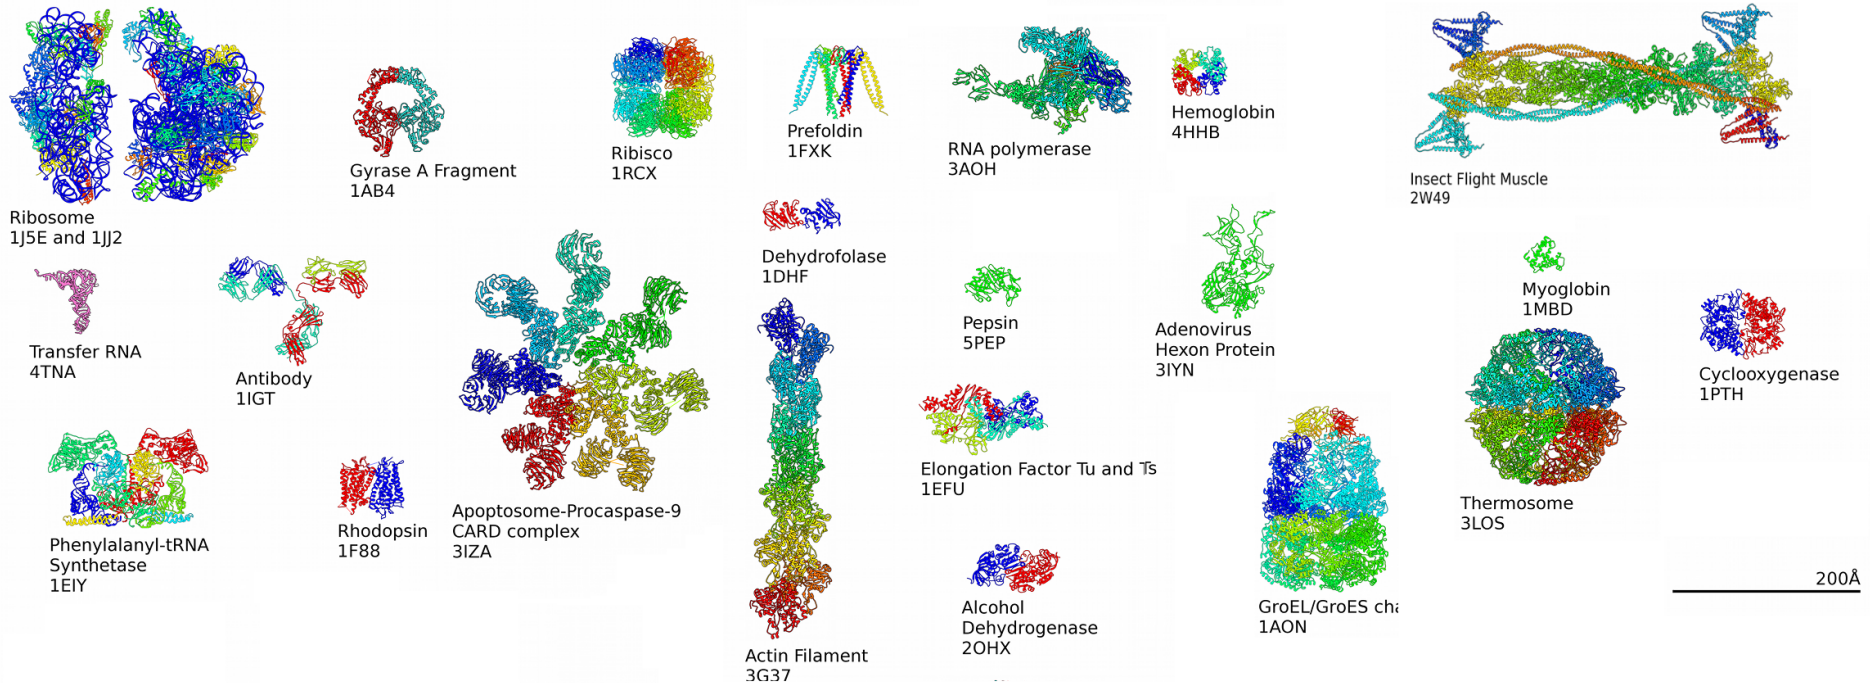 Ribosome
1J5E and 1JJ2
Gyrase A Fragment
1AB4
Ribisco
1RCX
Prefoldin
1FXK
RNA polymerase
3AOH
Hemoglobin
4HHB
Insect Flight Muscle
2W49
Transfer RNA
4TNA
Antibody
1IGT
Dehydrofolase
1DHF
Pepsin
5PEP
Adenovirus
Hexon Protein
3IYN
Myoglobin
1MBD
Cyclooxygenase
1PTH
Phenylalanyl-tRNA
Synthetase
1EIY
Rhodopsin
1F88
Apoptosome-Procaspase-9
CARD complex
3IZA
Actin Filament
3G37
Elongation Factor Tu and Ts
1EFU
Alcohol
Dehydrogenase
2OHX
GroEL/GroES cha
1AON
Thermosome
3LOS
200Å